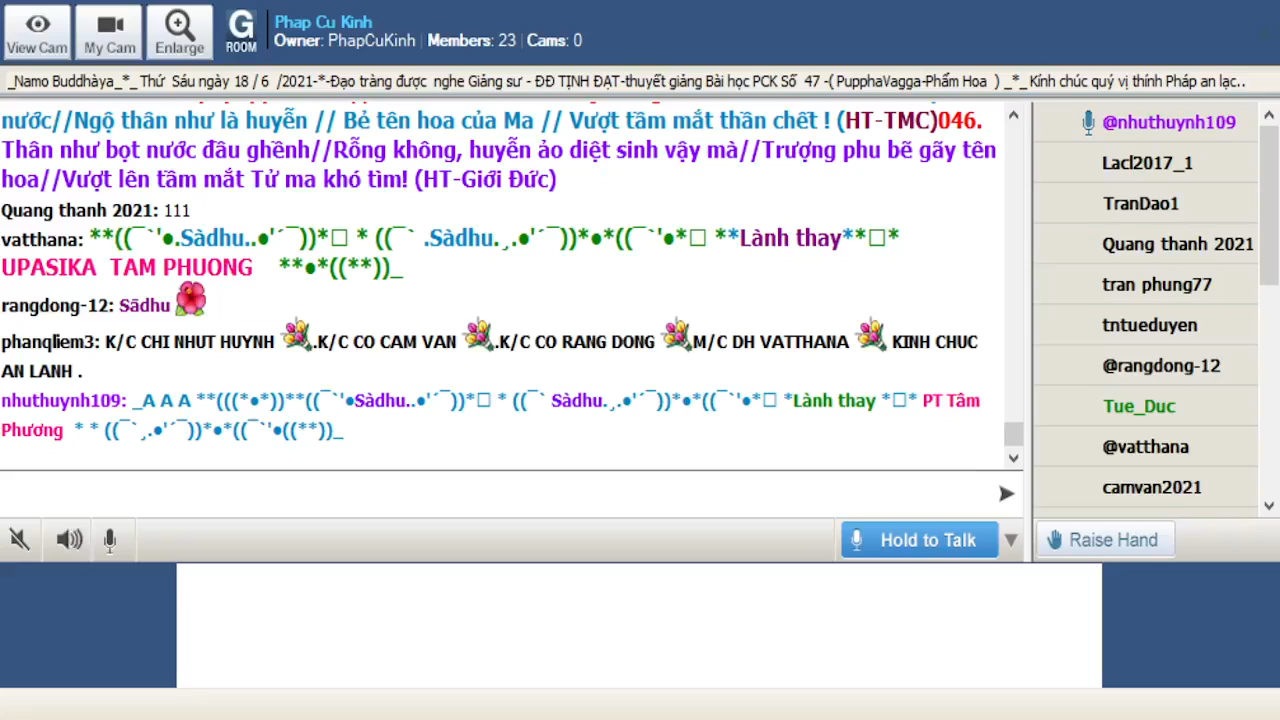 Phap Cu Kinh
View Cam My Cam Enlarge G ROOM Owner: PhapCuKinh Members: 23 Cams: 0
_Namo Buddhàya_*_ Thứ Sáu ngày 18 / 6 /2021-*-Đạo tràng được nghe Giảng sư - ĐĐ TỊNH ĐẠT-thuyết giảng Bài học PCK Số 47 -( PupphaVagga-Phẩm Hoa ) _*_ Kính chúc quý vị thính Pháp an lạc..
nước//Ngộ thân như là huyễn // Bẻ tên hoa của Ma // Vượt tầm mắt thần chết ! (HT-TMC)046.
Thân như bọt nước đầu ghềnh//Rỗng không, huyễn ảo diệt sinh vậy mà//Trượng phu bẽ gãy tên
hoa//Vượt lên tầm mắt Tử ma khó tìm! (HT-Giới Đức)
Quang thanh 2021: 111
vatthana: **((¯`'●.Sàdhu..●'´¯))*□ * ((¯` .Sàdhu.¸.●'´¯))*●*((¯`'●*□ **Lành thay**□*
UPASIKA TAM PHUONG **●*((**))_
rangdong-12: Sādhu
phanqliem3: K/C CHI NHUT HUYNH .K/C CO CAM VAN .K/C CO RANG DONG M/C DH VATTHANA KINH CHUC
AN LANH .
nhuthuynh109: _A A A **(((*●*))**((¯`'●Sàdhu..●'´¯))*□ * ((¯` Sàdhu.¸.●'´¯))*●*((¯`'●*□ *Lành thay *□* PT Tâm
Phương * * ((¯`¸.●'´¯))*●*((¯`'●((**))_
@nhuthuynh109
Lacl2017_1
TranDao1
Quang thanh 2021
tran phung77
tntueduyen
@rangdong-12
Tue_Duc
@vatthana
camvan2021
Hold to Talk Raise Hand